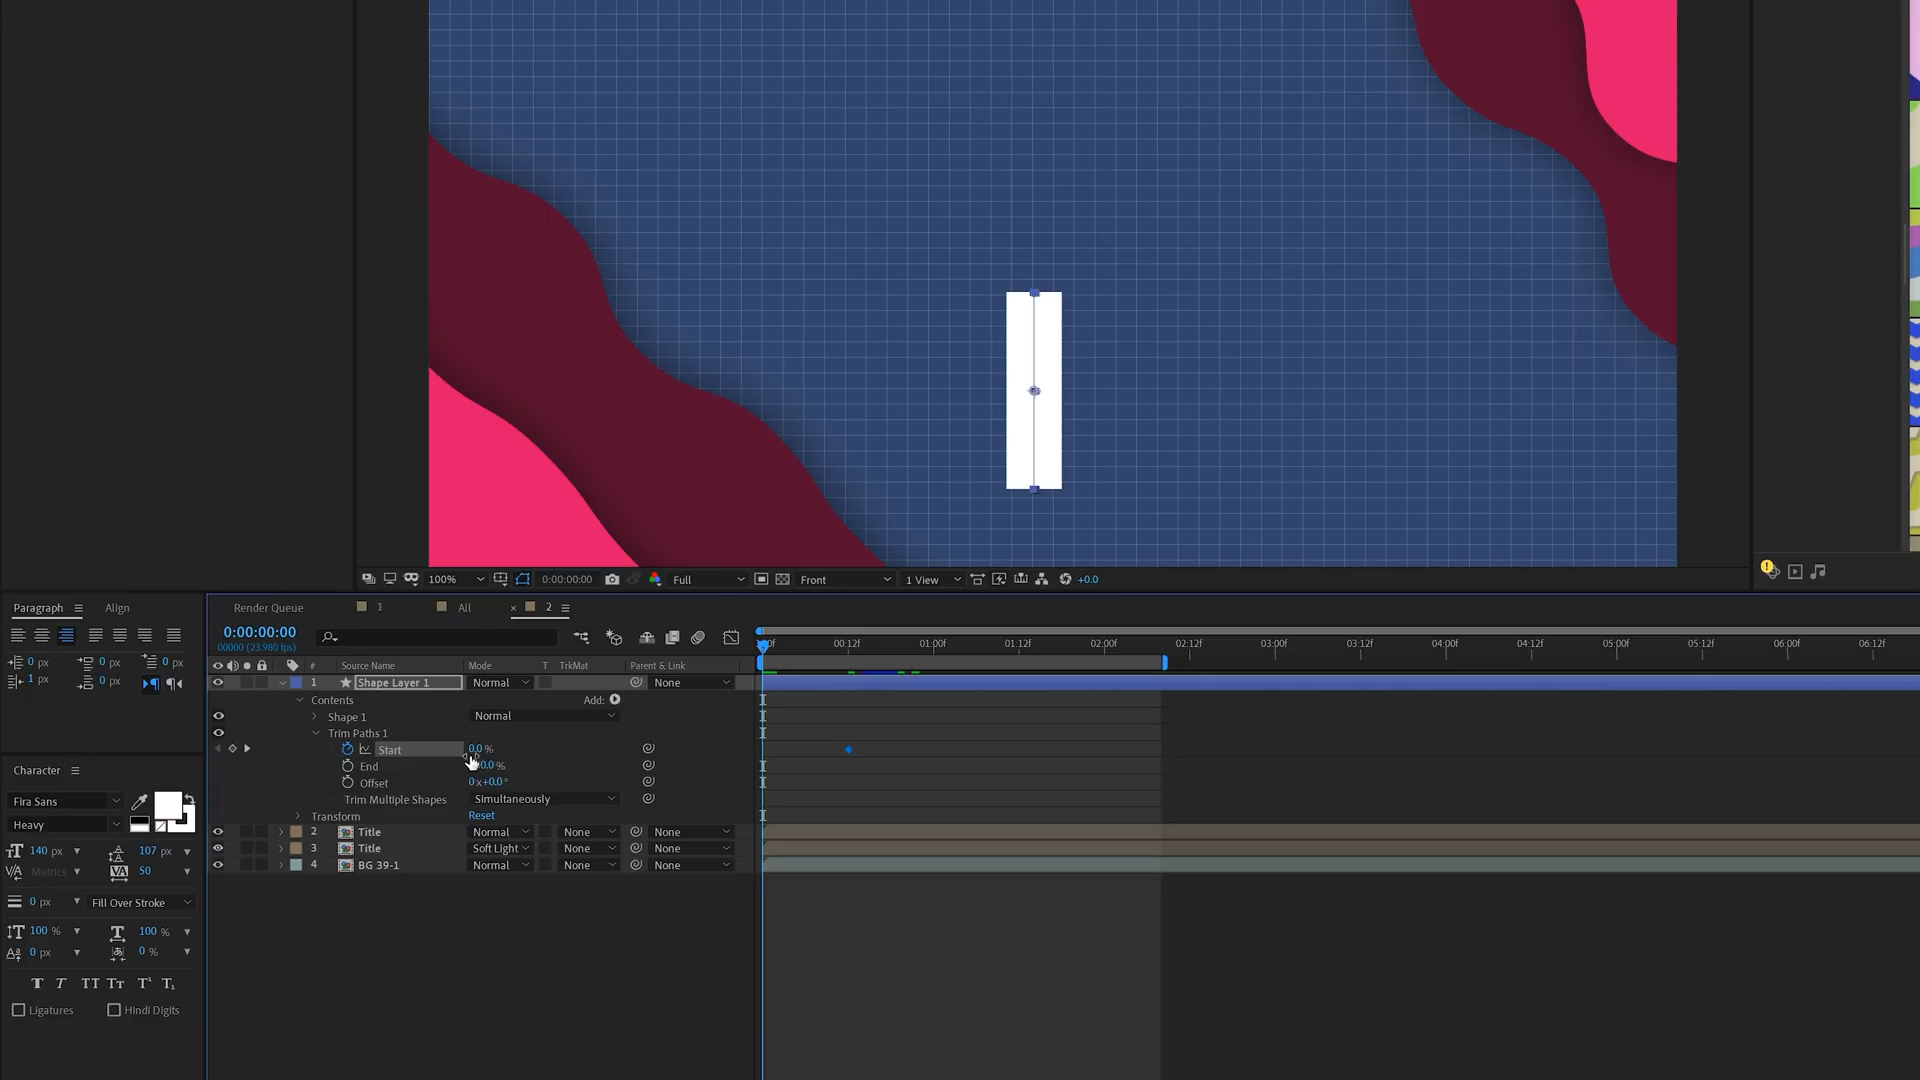 100%
0:00:00:00
Full
Front
1 View
+0.0
Paragraph
Align
Render Queue
1
All
× 2
0 px
0 px
0 px
1 px
0 px
0:00:00:00
00000 (23.980 fps)
00:12f
01:00f
01:12f
02:00f
02:12f
03:00f
03:12f
04:00f
04:12f
05:00f
05:12f
06:00f
06:12f
# Source Name Mode T TrkMat Parent & Link
1 Shape Layer 1 Normal None
Contents Add:
Shape 1 Normal
Trim Paths 1
Start 0.0 %
End %
Offset 0 x+0.0°
Trim Multiple Shapes Simultaneously
Transform Reset
2 Title Normal None None
3 Title Soft Light None None
4 BG 39-1 Normal None None
Character
Fira Sans
Heavy
140 px 107 px
Metrics 50
0 px Fill Over Stroke
100 % 100 %
0 px 0 %
T T TT Tt T¹ T₁
Ligatures Hindi Digits